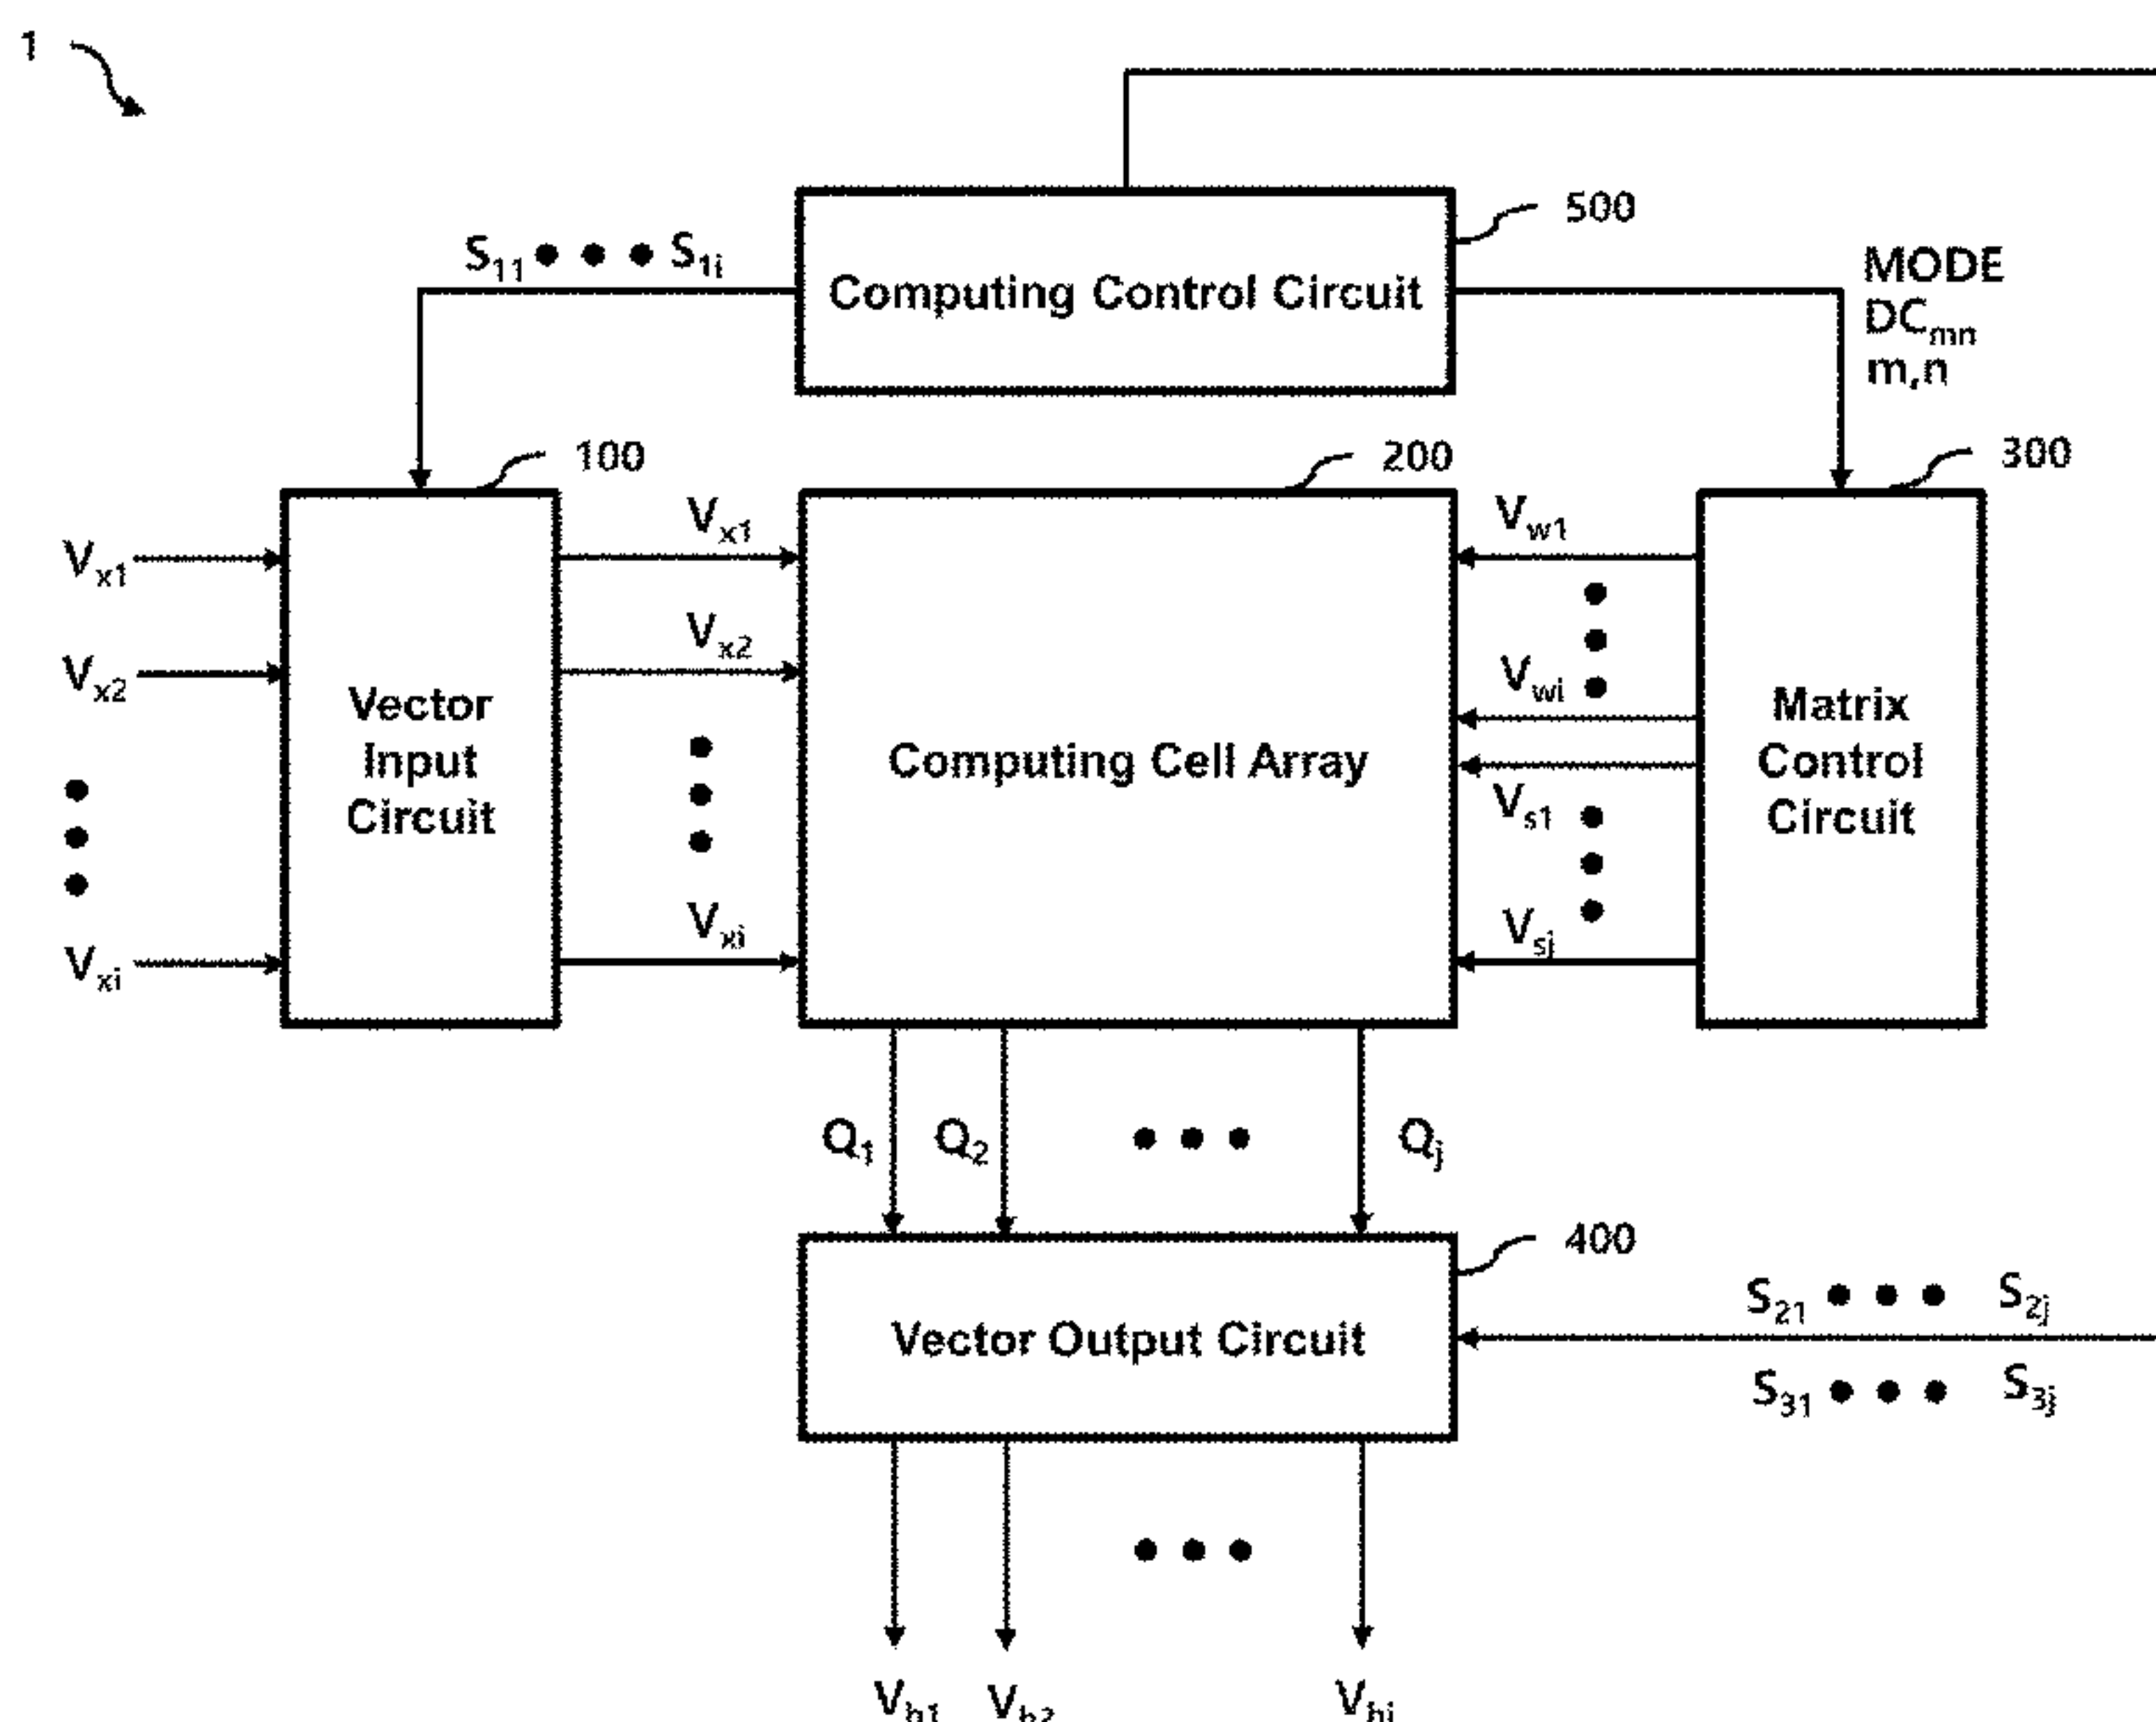 1
500
S11 ● ● ● S1i
Computing Control Circuit
MODE
DCmn
m,n
100
200
300
Vx1
Vx1
Vw1
Vx2
Vx2
Vwi
Vector
Input
Circuit
Computing Cell Array
Matrix
Control
Circuit
Vs1
Vxi
Vxi
Vsj
Q1
Q2
Qj
400
S21 ● ● ● S2j
Vector Output Circuit
S31 ● ● ● S3j
Vh1
Vh2